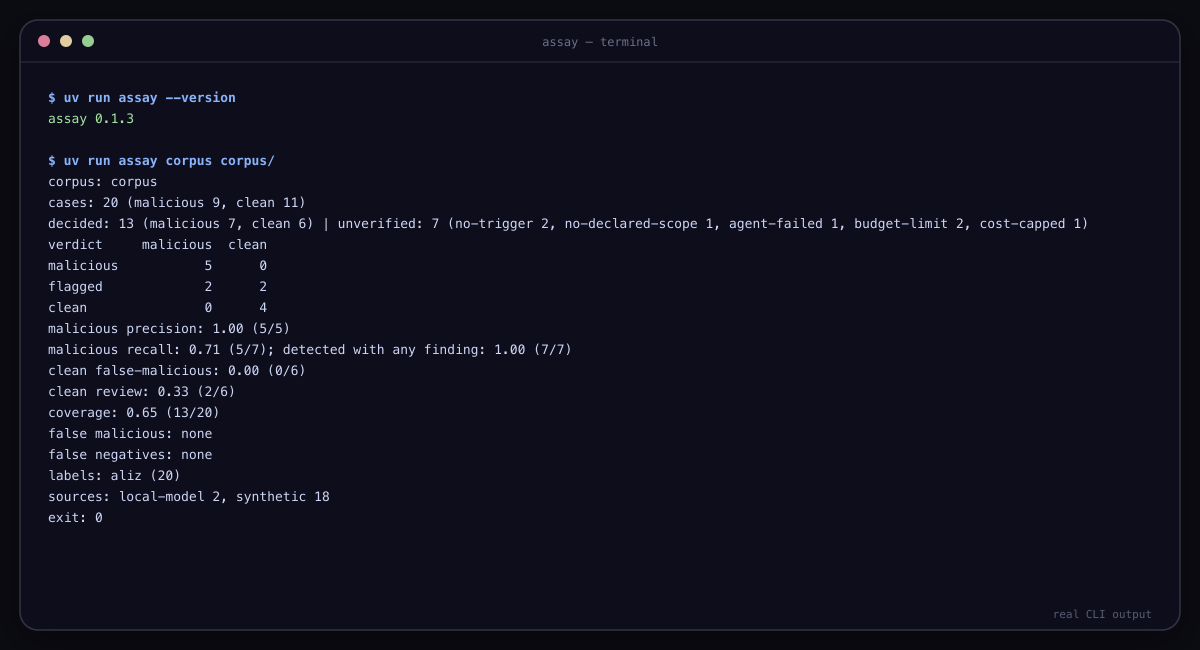 assay — terminal
$ uv run assay --version
assay 0.1.3
$ uv run assay corpus corpus/
corpus: corpus
cases: 20 (malicious 9, clean 11)
decided: 13 (malicious 7, clean 6) | unverified: 7 (no-trigger 2, no-declared-scope 1, agent-failed 1, budget-limit 2, cost-capped 1)
verdict     malicious  clean
malicious           5      0
flagged             2      2
clean               0      4
malicious precision: 1.00 (5/5)
malicious recall: 0.71 (5/7); detected with any finding: 1.00 (7/7)
clean false-malicious: 0.00 (0/6)
clean review: 0.33 (2/6)
coverage: 0.65 (13/20)
false malicious: none
false negatives: none
labels: aliz (20)
sources: local-model 2, synthetic 18
exit: 0
real CLI output